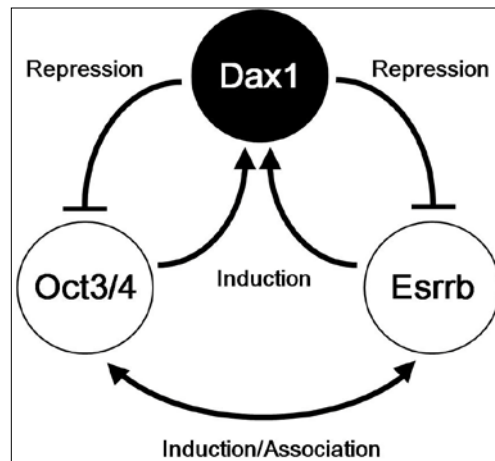 Dax1
Repression
Repression
Oct3/4
Induction
Esrrb
Induction/Association